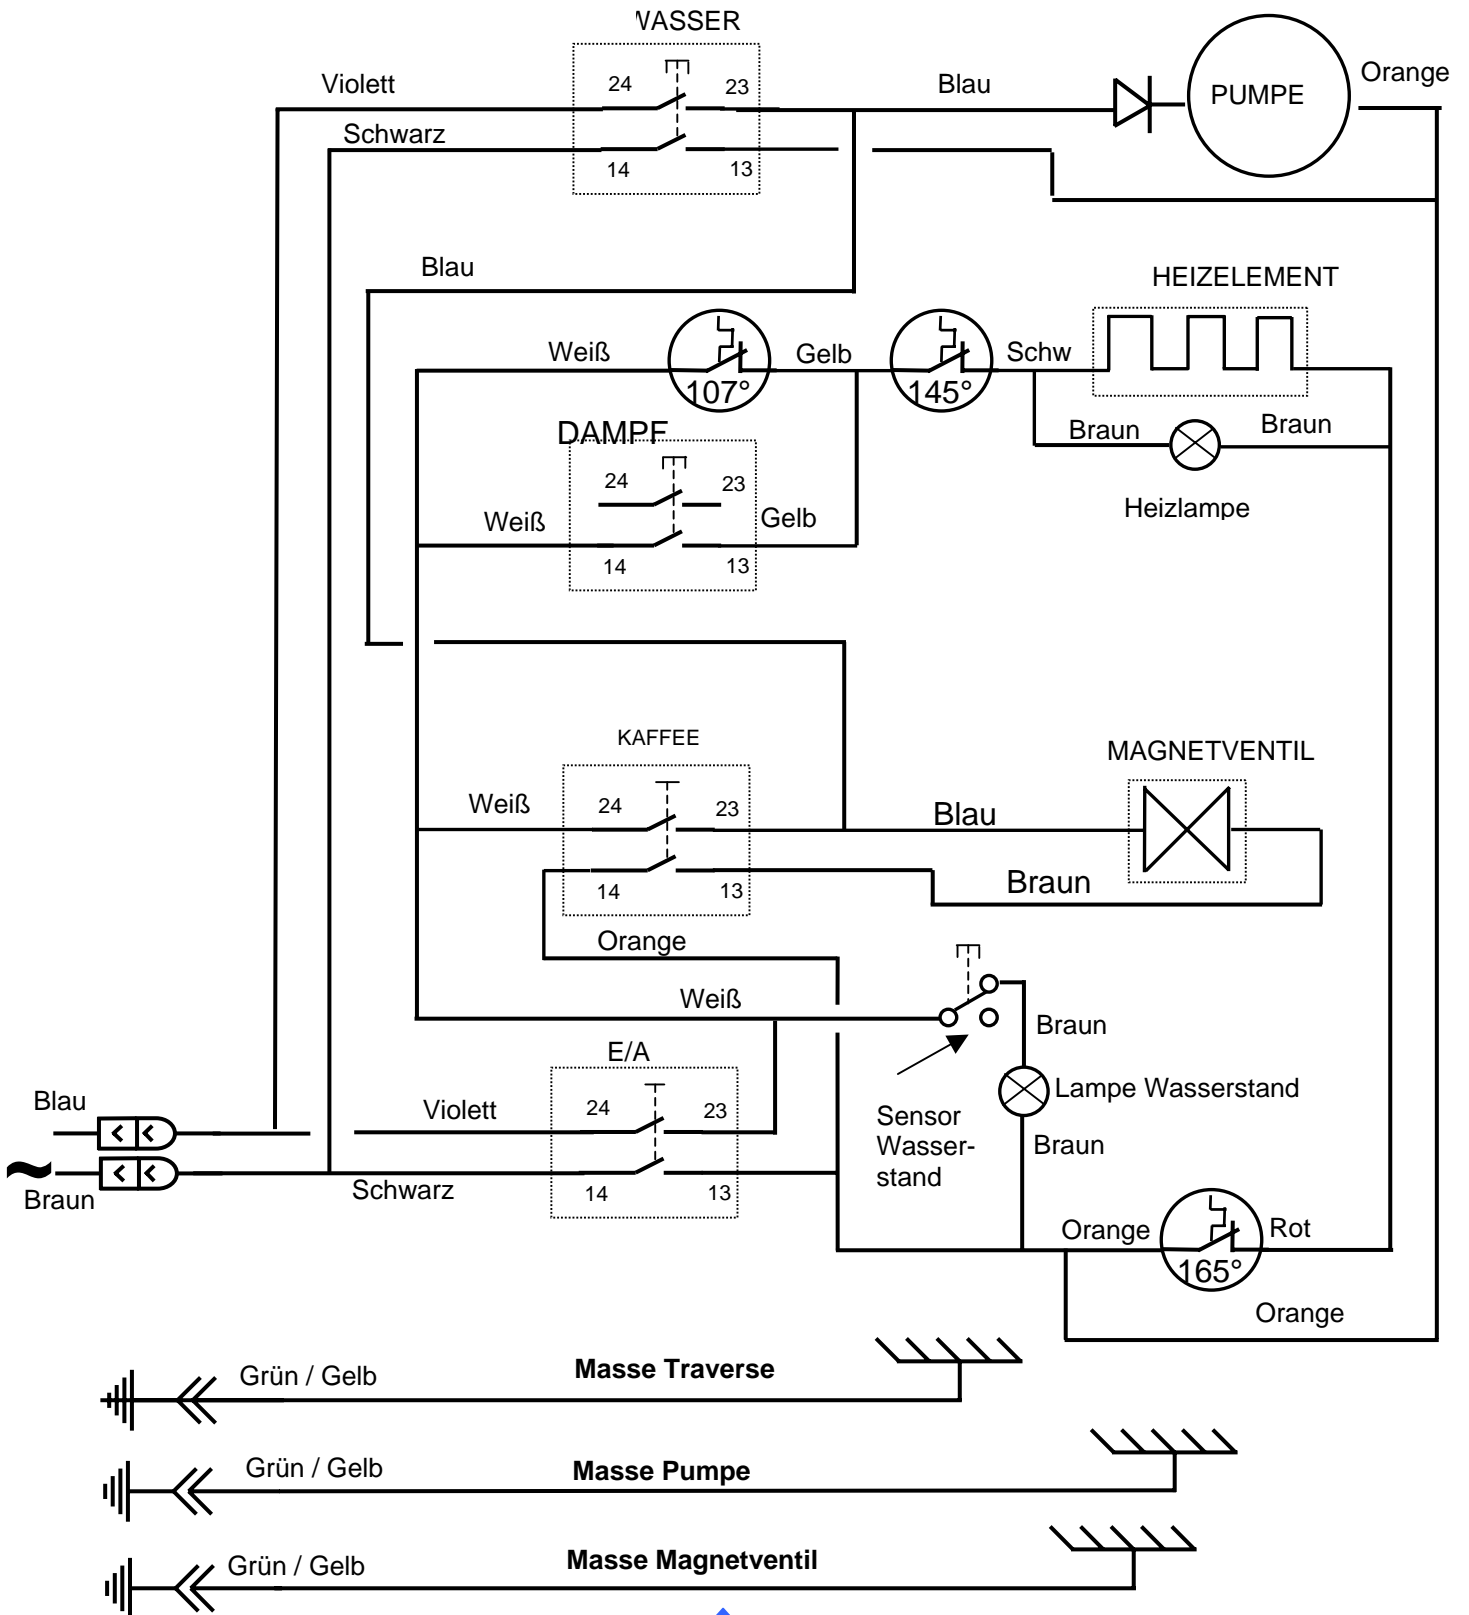 WASSER
Violett
24
23
Blau
PUMPE
Orange
Schwarz
14
13
Blau
HEIZELEMENT
Weiß
Gelb
Schw
107°
145°
DAMPF
Braun
Braun
24
23
Weiß
Gelb
Heizlampe
14
13
KAFFEE
MAGNETVENTIL
Weiß
24
23
Blau
14
13
Braun
Orange
Weiß
Braun
E/A
Blau
Violett
24
23
Sensor
Wasser-
stand
Lampe Wasserstand
Braun
~
Braun
Schwarz
14
13
Orange
Rot
165°
Orange
Grün / Gelb
Masse Traverse
Grün / Gelb
Masse Pumpe
Grün / Gelb
Masse Magnetventil